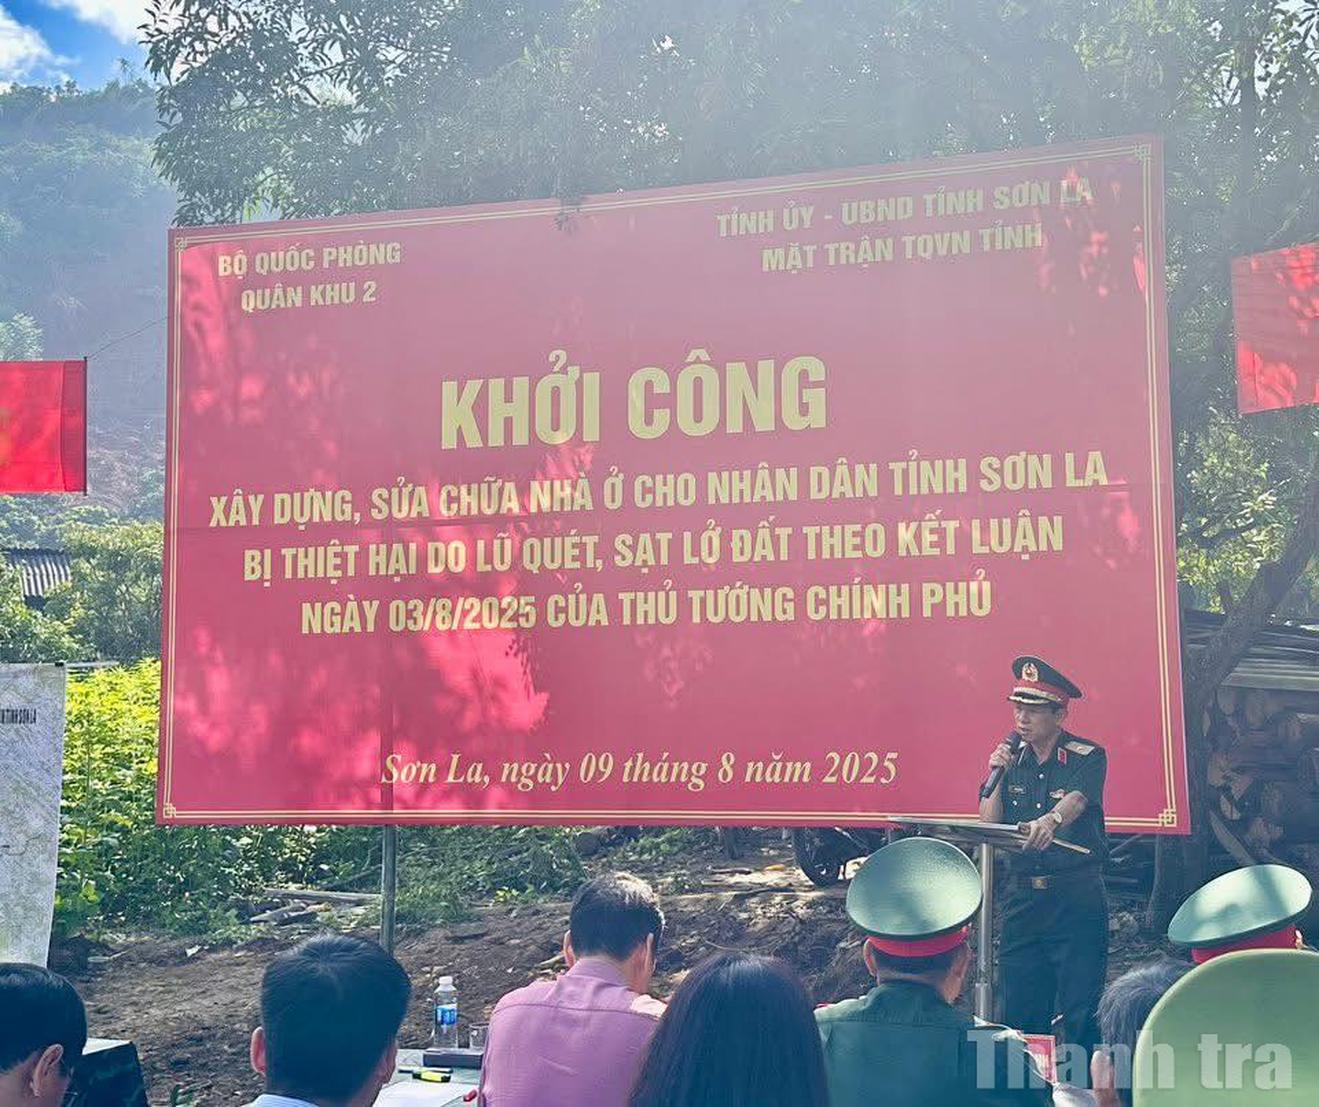 BỘ QUỐC PHÒNG
QUÂN KHU 2
TỈNH ỦY - UBND TỈNH SƠN LA
MẶT TRẬN TQVN TỈNH
KHỞI CÔNG
XÂY DỰNG, SỬA CHỮA NHÀ Ở CHO NHÂN DÂN TỈNH SƠN LA
BỊ THIỆT HẠI DO LŨ QUÉT, SẠT LỞ ĐẤT THEO KẾT LUẬN
NGÀY 03/8/2025 CỦA THỦ TƯỚNG CHÍNH PHỦ
Sơn La, ngày 09 tháng 8 năm 2025
TỈNH SƠN LA
Thanh tra